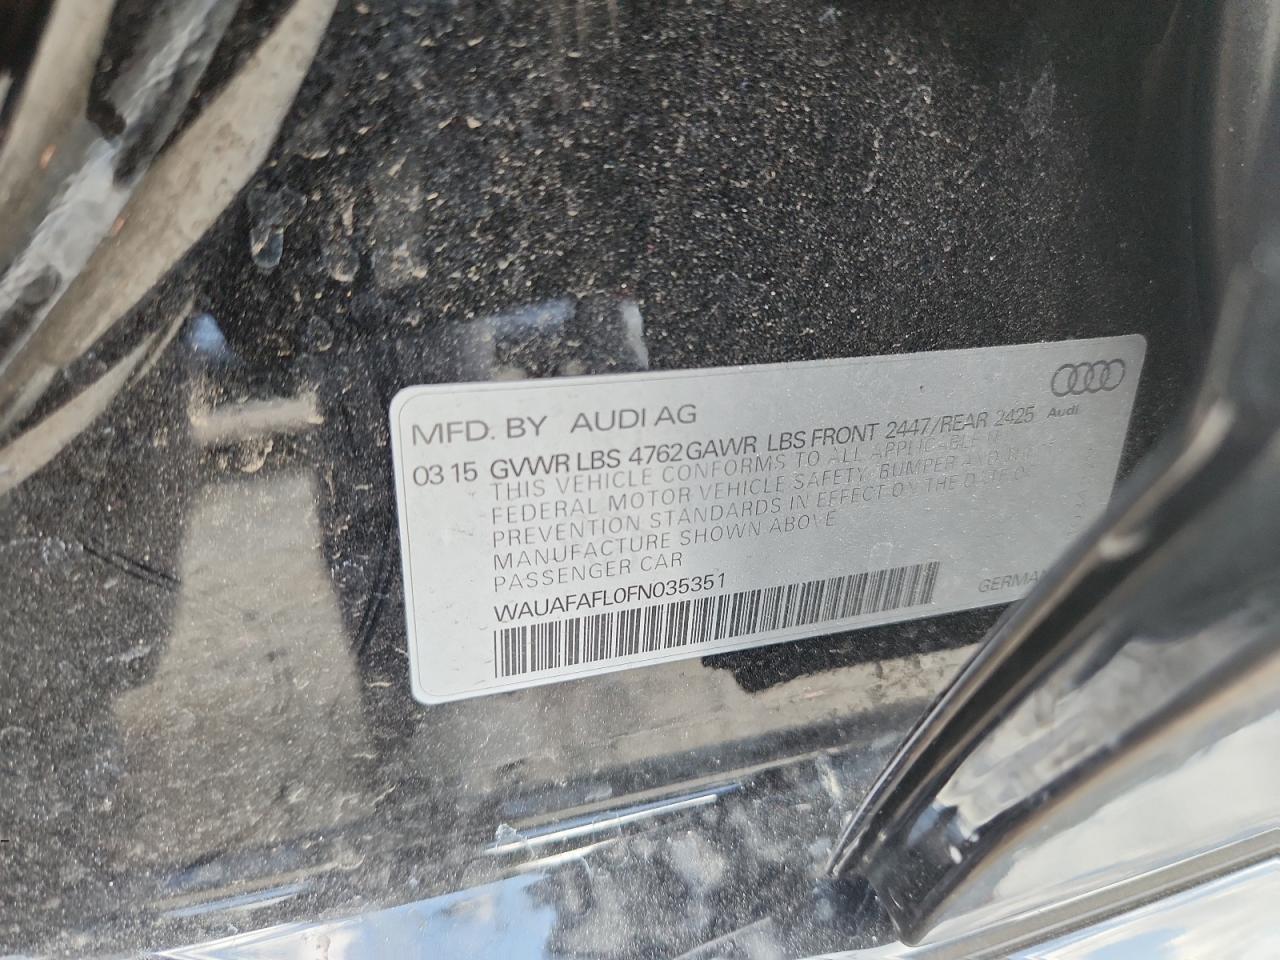 MFD. BY AUDI AG
03 15 GVWR LBS 4762 GAWR LBS FRONT 2447/REAR 2425
Audi
THIS VEHICLE CONFORMS TO ALL APPLICABLE
FEDERAL MOTOR VEHICLE SAFETY, BUMPER AND
PREVENTION STANDARDS IN EFFECT ON THE DATE OF
MANUFACTURE SHOWN ABOVE
PASSENGER CAR
WAUAFAFL0FN035351
GERMAN